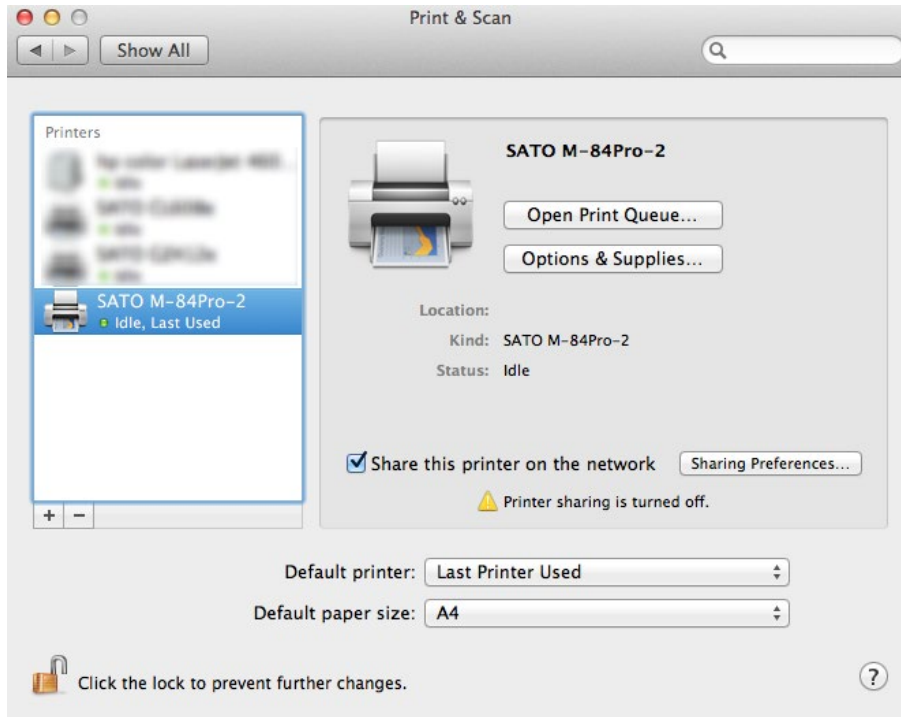 Print & Scan
Show All
Printers
SATO M-84Pro-2
Idle, Last Used
+ −
SATO M-84Pro-2
Open Print Queue...
Options & Supplies...
Location:
Kind: SATO M-84Pro-2
Status: Idle
Share this printer on the network Sharing Preferences...
Printer sharing is turned off.
Default printer: Last Printer Used
Default paper size: A4
Click the lock to prevent further changes.
?